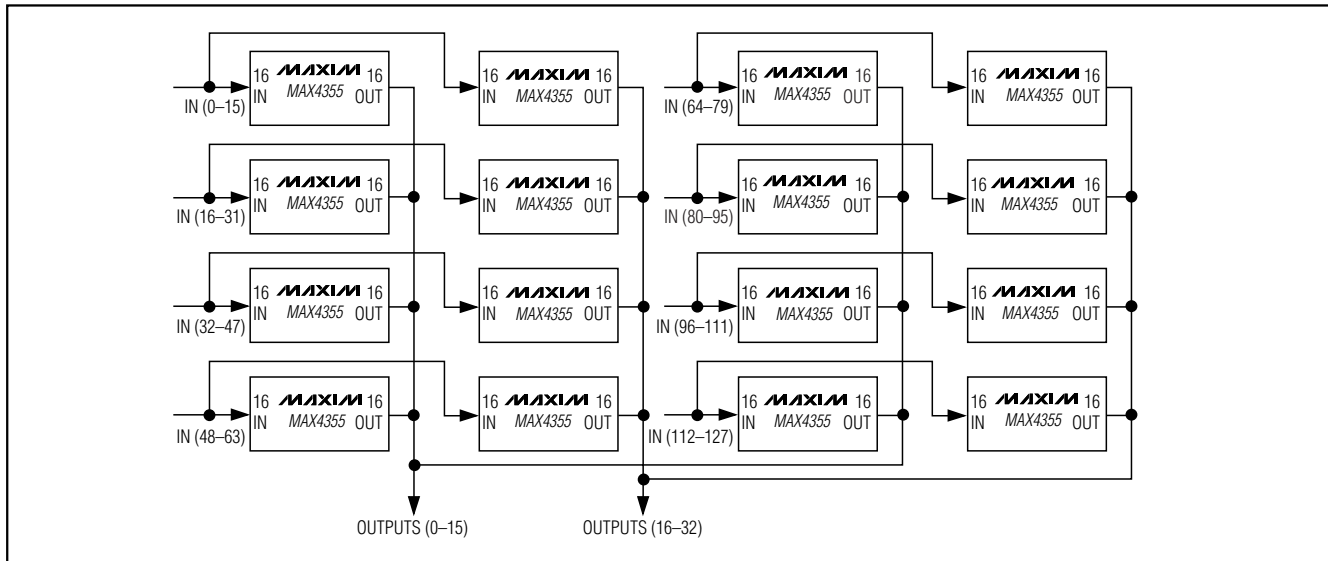 16 MAXIM 16
IN MAX4355 OUT
16 MAXIM 16
IN MAX4355 OUT
16 MAXIM 16
IN MAX4355 OUT
16 MAXIM 16
IN MAX4355 OUT
IN (0–15)
IN (64–79)
16 MAXIM 16
IN MAX4355 OUT
16 MAXIM 16
IN MAX4355 OUT
16 MAXIM 16
IN MAX4355 OUT
16 MAXIM 16
IN MAX4355 OUT
IN (16–31)
IN (80–95)
16 MAXIM 16
IN MAX4355 OUT
16 MAXIM 16
IN MAX4355 OUT
16 MAXIM 16
IN MAX4355 OUT
16 MAXIM 16
IN MAX4355 OUT
IN (32–47)
IN (96–111)
16 MAXIM 16
IN MAX4355 OUT
16 MAXIM 16
IN MAX4355 OUT
16 MAXIM 16
IN MAX4355 OUT
16 MAXIM 16
IN MAX4355 OUT
IN (48–63)
IN (112–127)
OUTPUTS (0–15)
OUTPUTS (16–32)